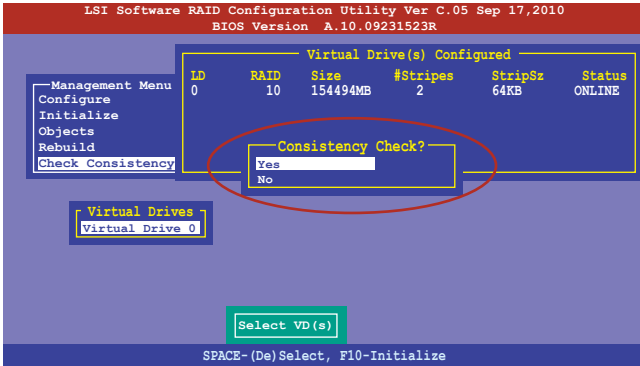 LSI Software RAID Configuration Utility Ver C.05 Sep 17,2010
BIOS Version A.10.09231523R
Virtual Drive(s) Configured
LD RAID Size #Stripes StripSz Status
0 10 154494MB 2 64KB ONLINE
Management Menu
Configure
Initialize
Objects
Rebuild
Check Consistency
Consistency Check?
Yes
No
Virtual Drives
Virtual Drive 0
Select VD(s)
SPACE-(De)Select, F10-Initialize